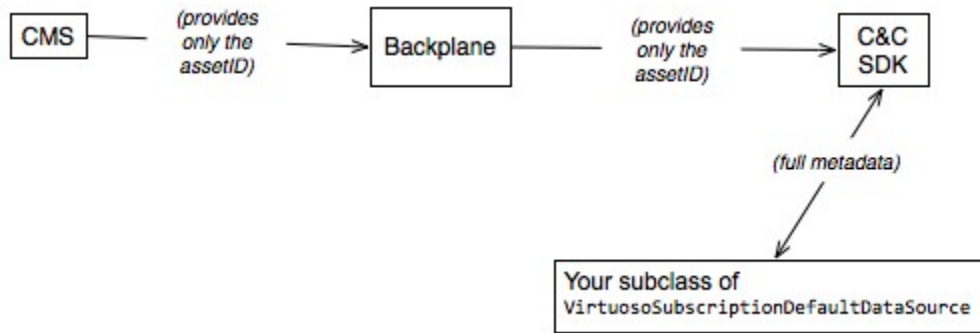 CMS
(provides
only the
assetID)
Backplane
(provides
only the
assetID)
C&C
SDK
(full metadata)
Your subclass of
VirtuosoSubscriptionDefaultDataSource